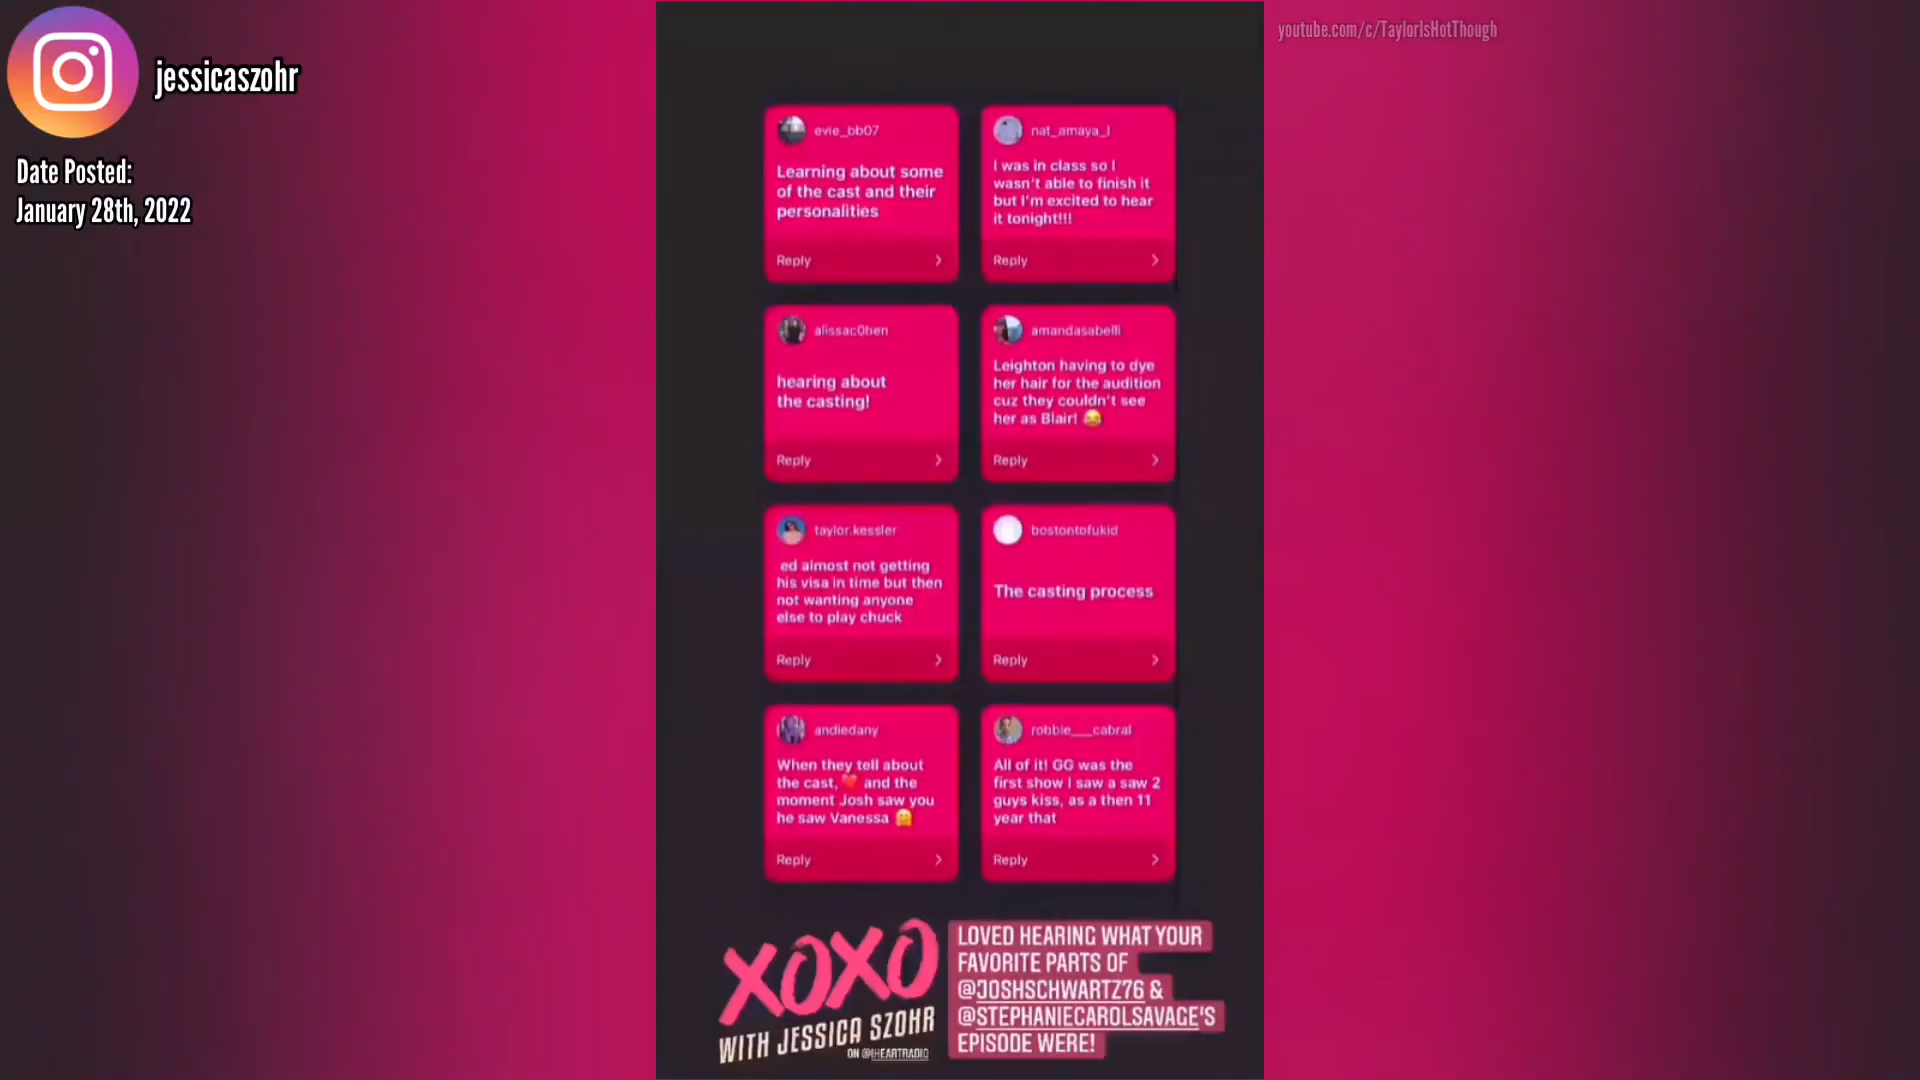 jessicaszohr
Date Posted:
January 28th, 2022
youtube.com/c/TaylorIsHotThough
evie_bb07
Learning about some
of the cast and their
personalities
Reply
nat_amaya_l
I was in class so I
wasn't able to finish it
but I'm excited to hear
it tonight!!!
Reply
alissac0hen
hearing about
the casting!
Reply
amandasabelli
Leighton having to dye
her hair for the audition
cuz they couldn't see
her as Blair! 😂
Reply
taylor.kessler
ed almost not getting
his visa in time but then
not wanting anyone
else to play chuck
Reply
bostontofukid
The casting process
Reply
andiedany
When they tell about
the cast, ❤️ and the
moment Josh saw you
he saw Vanessa 🤗
Reply
robbie___cabral
All of it! GG was the
first show I saw a saw 2
guys kiss, as a then 11
year that
Reply
XOXO
WITH JESSICA SZOHR
ON @IHEARTRADIO
LOVED HEARING WHAT YOUR
FAVORITE PARTS OF
@JOSHSCHWARTZ76 &
@STEPHANIECAROLSAVAGE'S
EPISODE WERE!